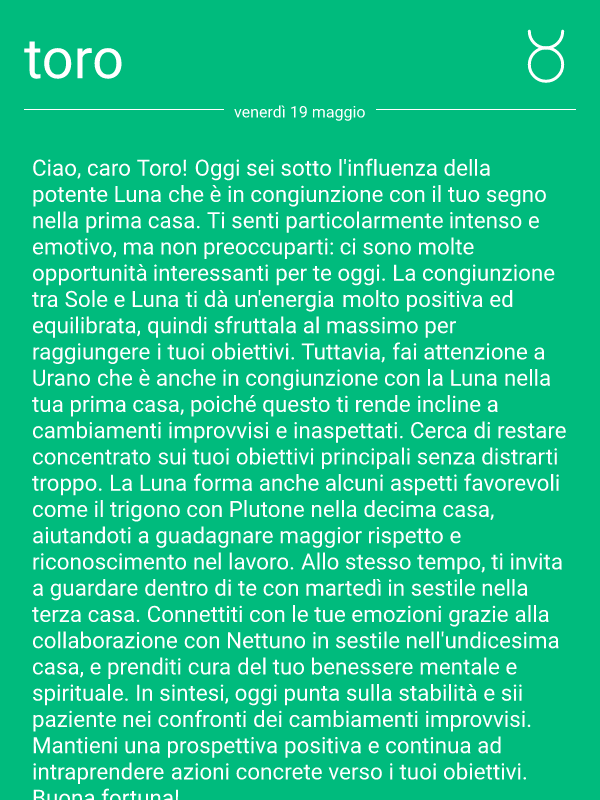 toro
venerdì 19 maggio
Ciao, caro Toro! Oggi sei sotto l'influenza della
potente Luna che è in congiunzione con il tuo segno
nella prima casa. Ti senti particolarmente intenso e
emotivo, ma non preoccuparti: ci sono molte
opportunità interessanti per te oggi. La congiunzione
tra Sole e Luna ti dà un'energia molto positiva ed
equilibrata, quindi sfruttala al massimo per
raggiungere i tuoi obiettivi. Tuttavia, fai attenzione a
Urano che è anche in congiunzione con la Luna nella
tua prima casa, poiché questo ti rende incline a
cambiamenti improvvisi e inaspettati. Cerca di restare
concentrato sui tuoi obiettivi principali senza distrarti
troppo. La Luna forma anche alcuni aspetti favorevoli
come il trigono con Plutone nella decima casa,
aiutandoti a guadagnare maggior rispetto e
riconoscimento nel lavoro. Allo stesso tempo, ti invita
a guardare dentro di te con martedì in sestile nella
terza casa. Connettiti con le tue emozioni grazie alla
collaborazione con Nettuno in sestile nell'undicesima
casa, e prenditi cura del tuo benessere mentale e
spirituale. In sintesi, oggi punta sulla stabilità e sii
paziente nei confronti dei cambiamenti improvvisi.
Mantieni una prospettiva positiva e continua ad
intraprendere azioni concrete verso i tuoi obiettivi.
Buona fortuna!